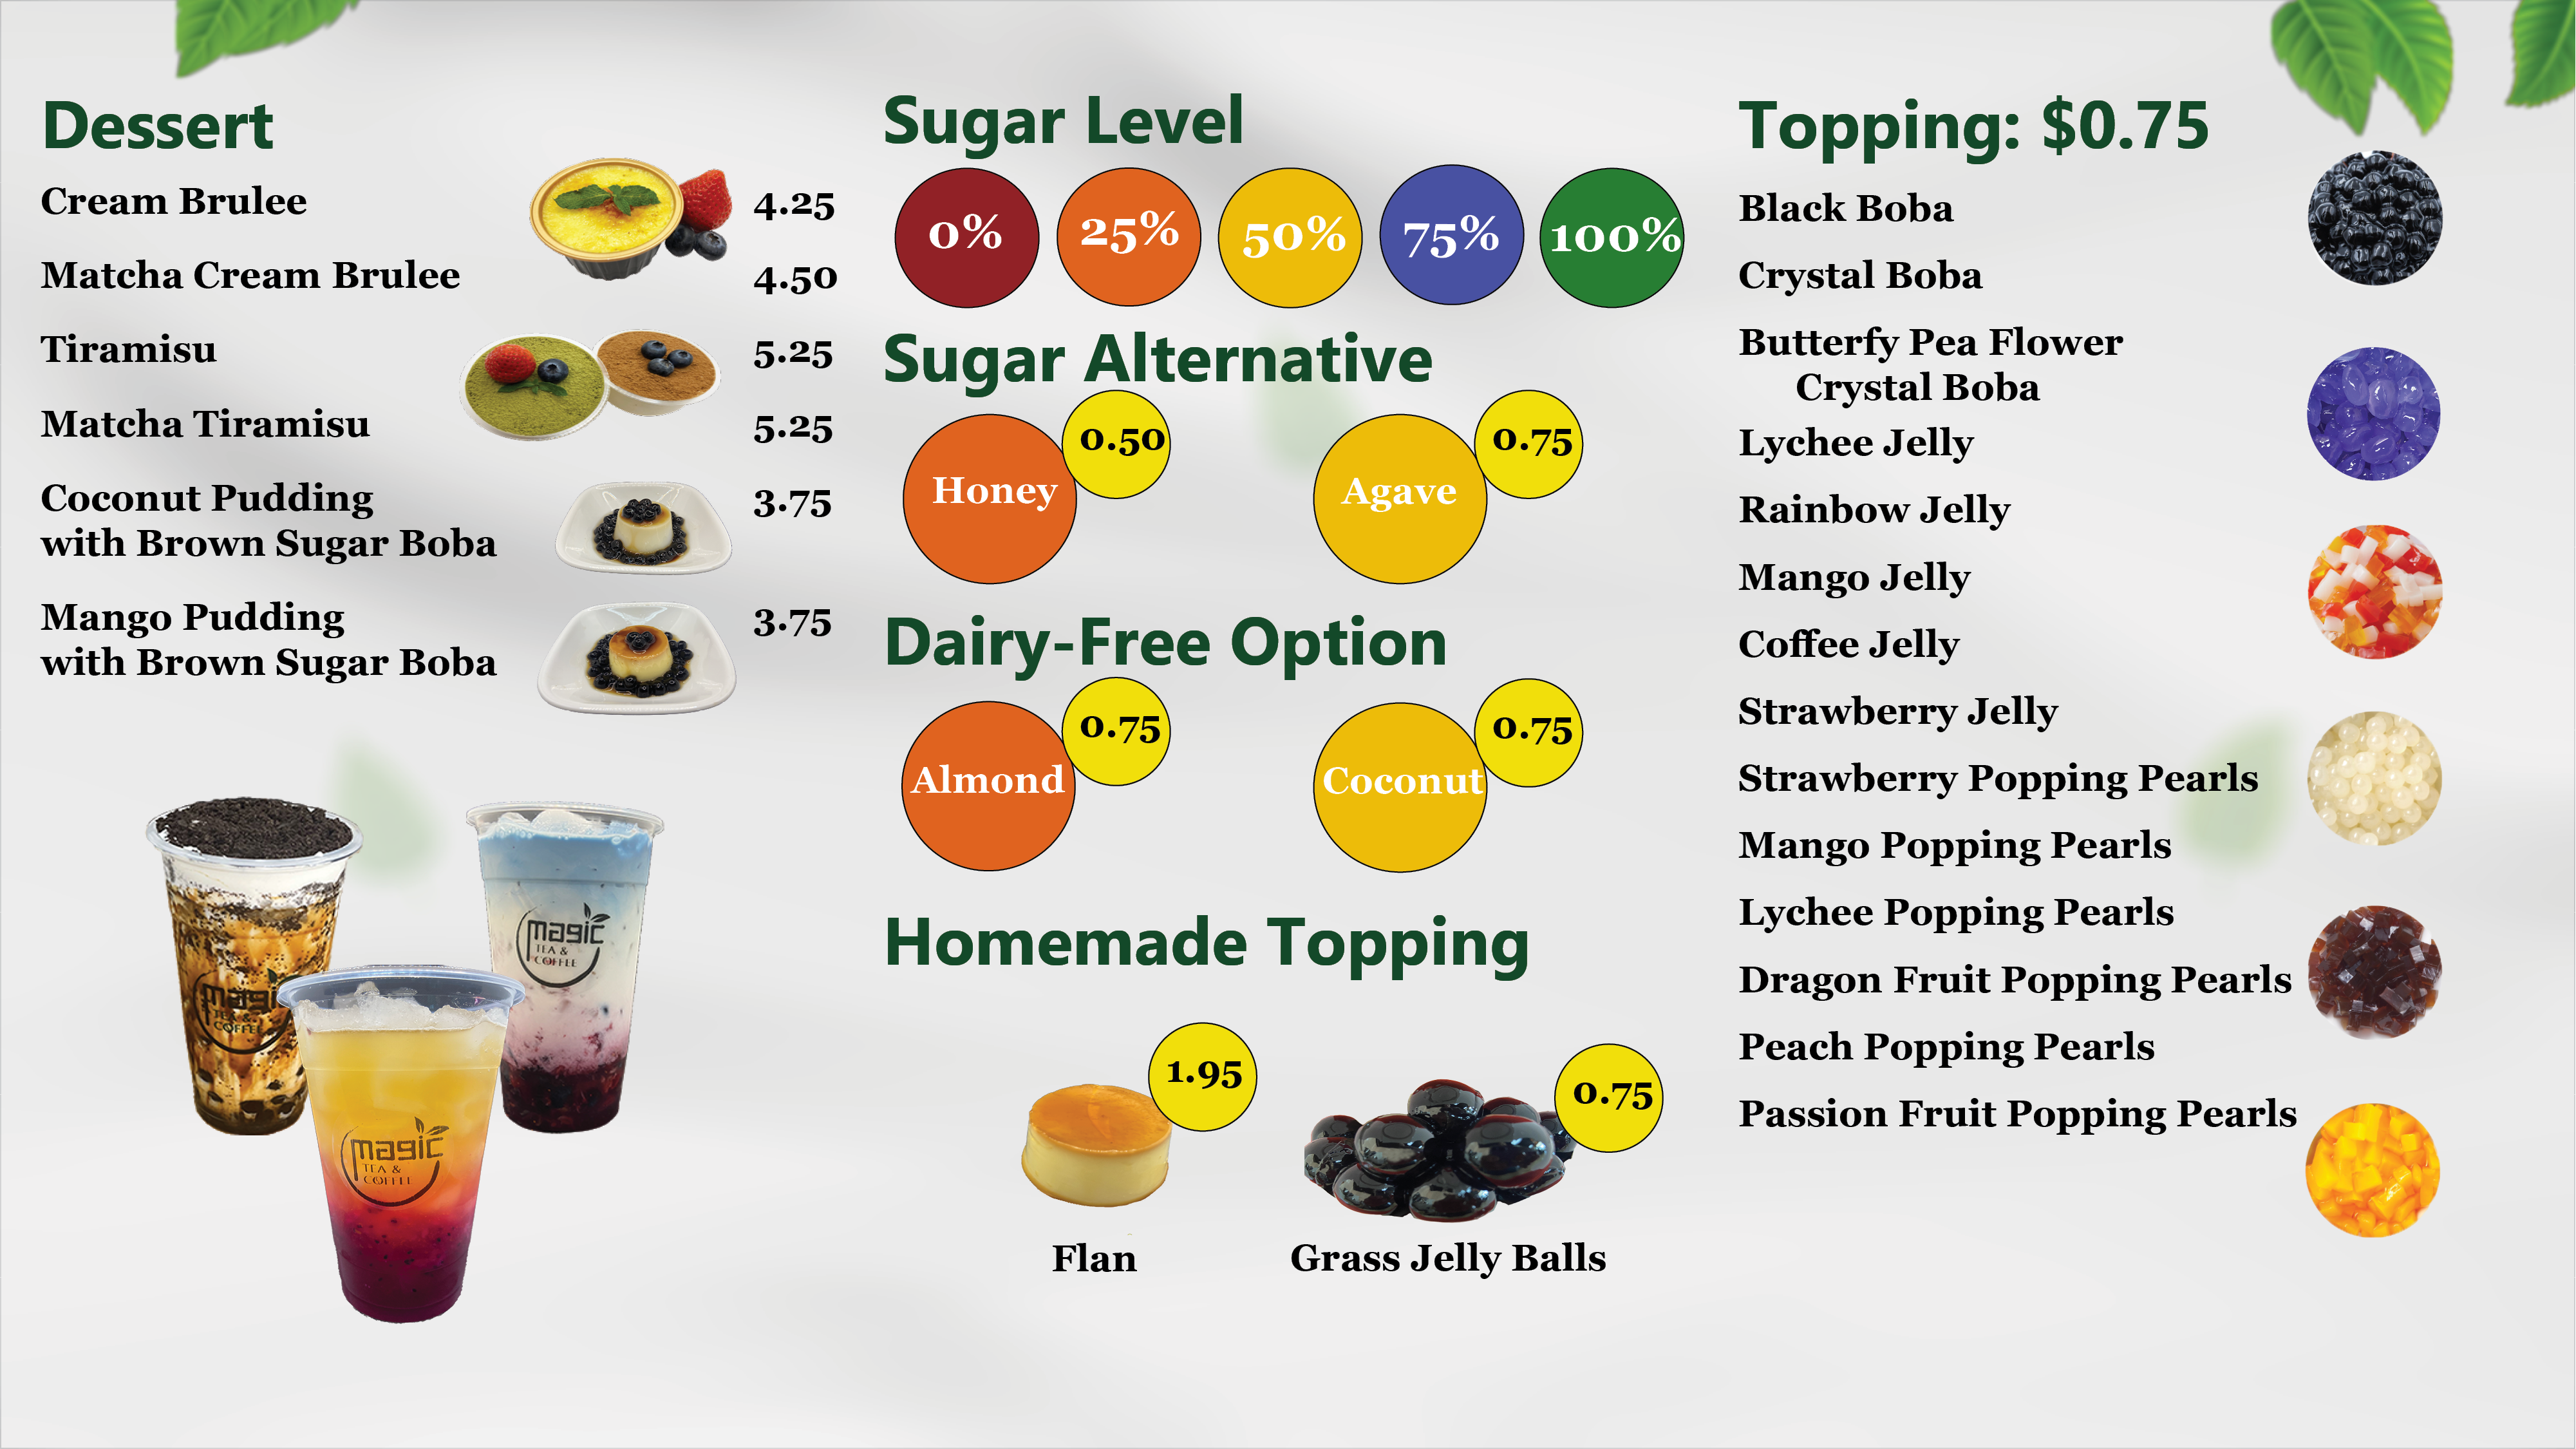 Dessert
Cream Brulee 4.25
Matcha Cream Brulee 4.50
Tiramisu 5.25
Matcha Tiramisu 5.25
Coconut Pudding 3.75
with Brown Sugar Boba
Mango Pudding 3.75
with Brown Sugar Boba
magic
TEA &
COFFEE
magic
TEA &
COFFEE
magic
TEA &
COFFEE
Sugar Level
0% 25% 50% 75% 100%
Sugar Alternative
Honey 0.50
Agave 0.75
Dairy-Free Option
Almond 0.75
Coconut 0.75
Homemade Topping
1.95
Flan
0.75
Grass Jelly Balls
Topping: $0.75
Black Boba
Crystal Boba
Butterfy Pea Flower
Crystal Boba
Lychee Jelly
Rainbow Jelly
Mango Jelly
Coffee Jelly
Strawberry Jelly
Strawberry Popping Pearls
Mango Popping Pearls
Lychee Popping Pearls
Dragon Fruit Popping Pearls
Peach Popping Pearls
Passion Fruit Popping Pearls